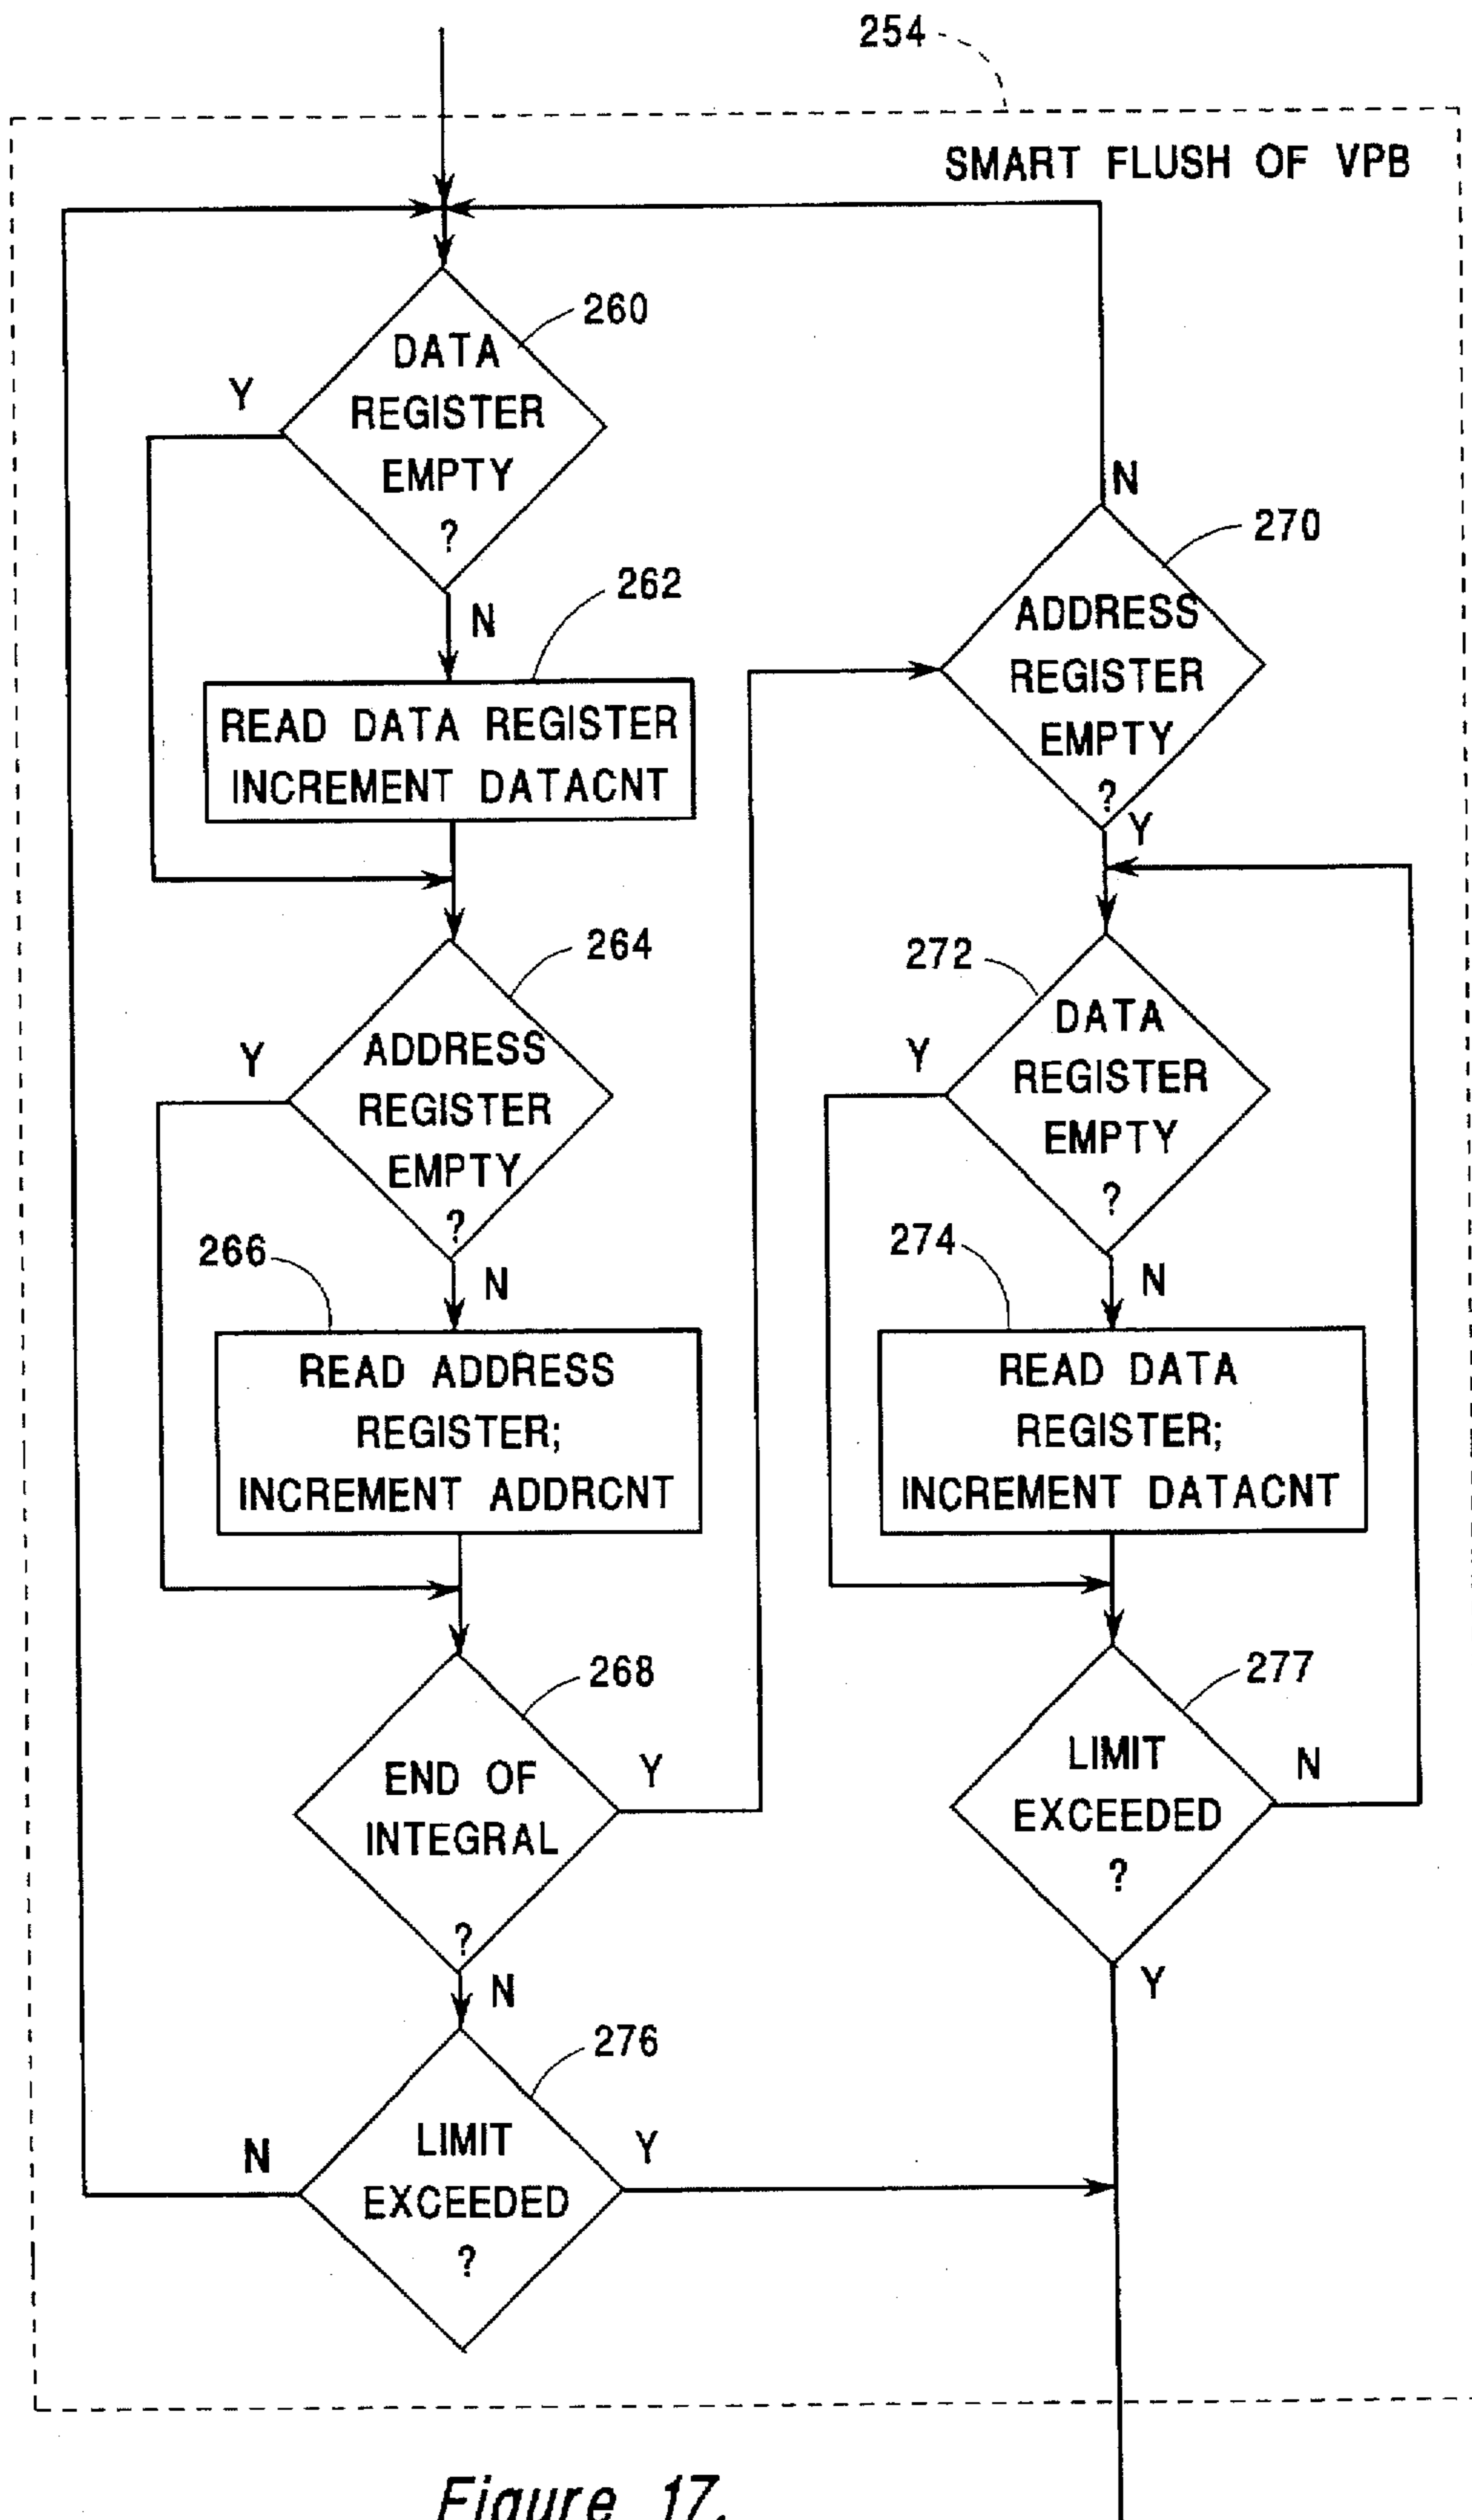 254
SMART FLUSH OF VPB
260
DATA
REGISTER
EMPTY
?
Y
N
262
READ DATA REGISTER
INCREMENT DATACNT
264
ADDRESS
REGISTER
EMPTY
?
Y
N
266
READ ADDRESS
REGISTER;
INCREMENT ADDRCNT
268
END OF
INTEGRAL
?
Y
N
276
LIMIT
EXCEEDED
?
N
Y
N
270
ADDRESS
REGISTER
EMPTY
?
Y
272
DATA
REGISTER
EMPTY
?
Y
N
274
READ DATA
REGISTER;
INCREMENT DATACNT
277
LIMIT
EXCEEDED
?
N
Y
Figure 17.